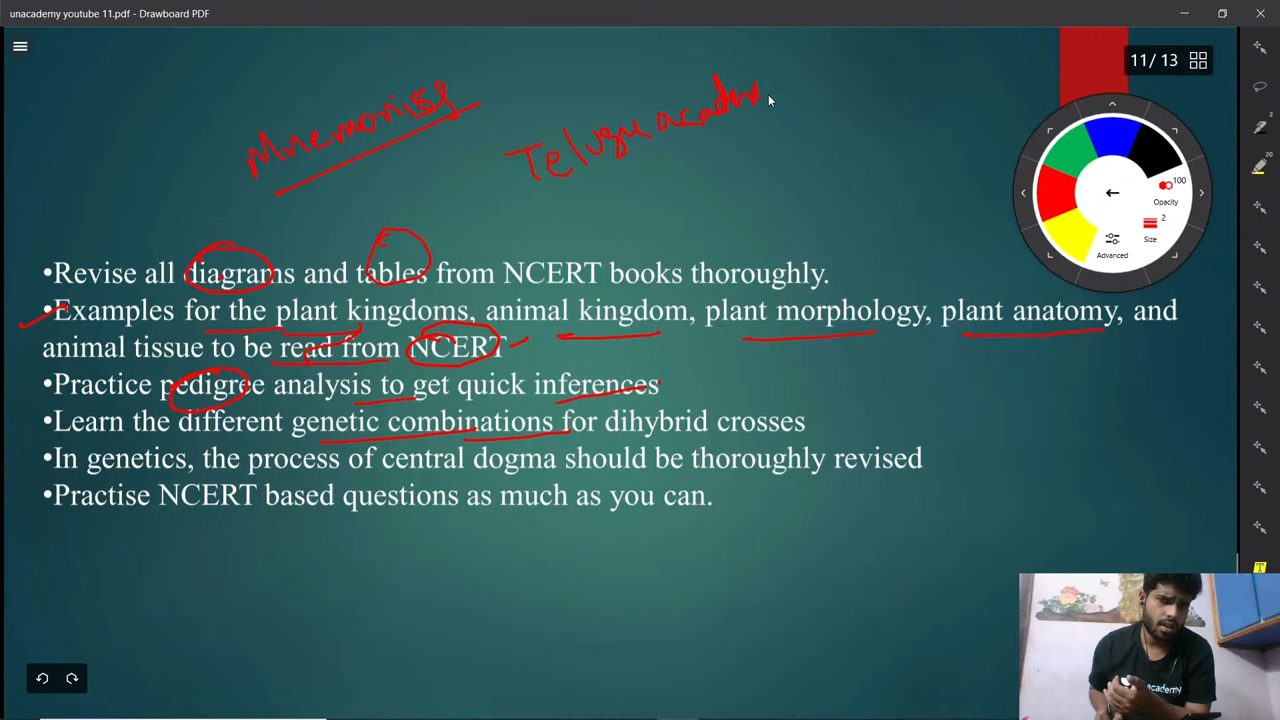 unacademy youtube 11.pdf - Drawboard PDF
11/ 13
Mnemonics
Telugu academ
100
Opacity
2
Size
Advanced
2
20
•Revise all diagrams and tables from NCERT books thoroughly.
•Examples for the plant kingdoms, animal kingdom, plant morphology, plant anatomy, and
animal tissue to be read from NCERT
•Practice pedigree analysis to get quick inferences
•Learn the different genetic combinations for dihybrid crosses
•In genetics, the process of central dogma should be thoroughly revised
•Practise NCERT based questions as much as you can.
unacademy